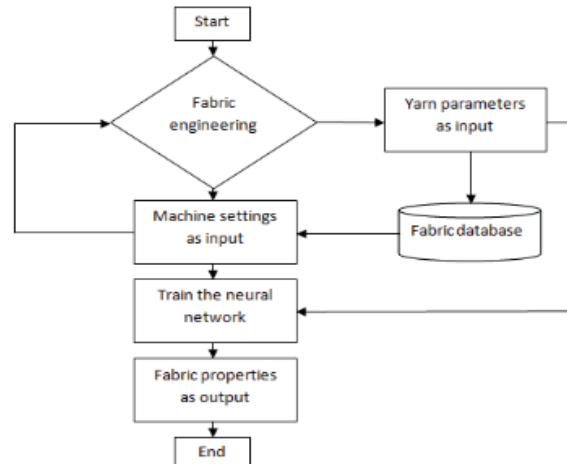 Start
Fabric
engineering
Yarn parameters
as input
Machine settings
as input
Fabric database
Train the neural
network
Fabric properties
as output
End